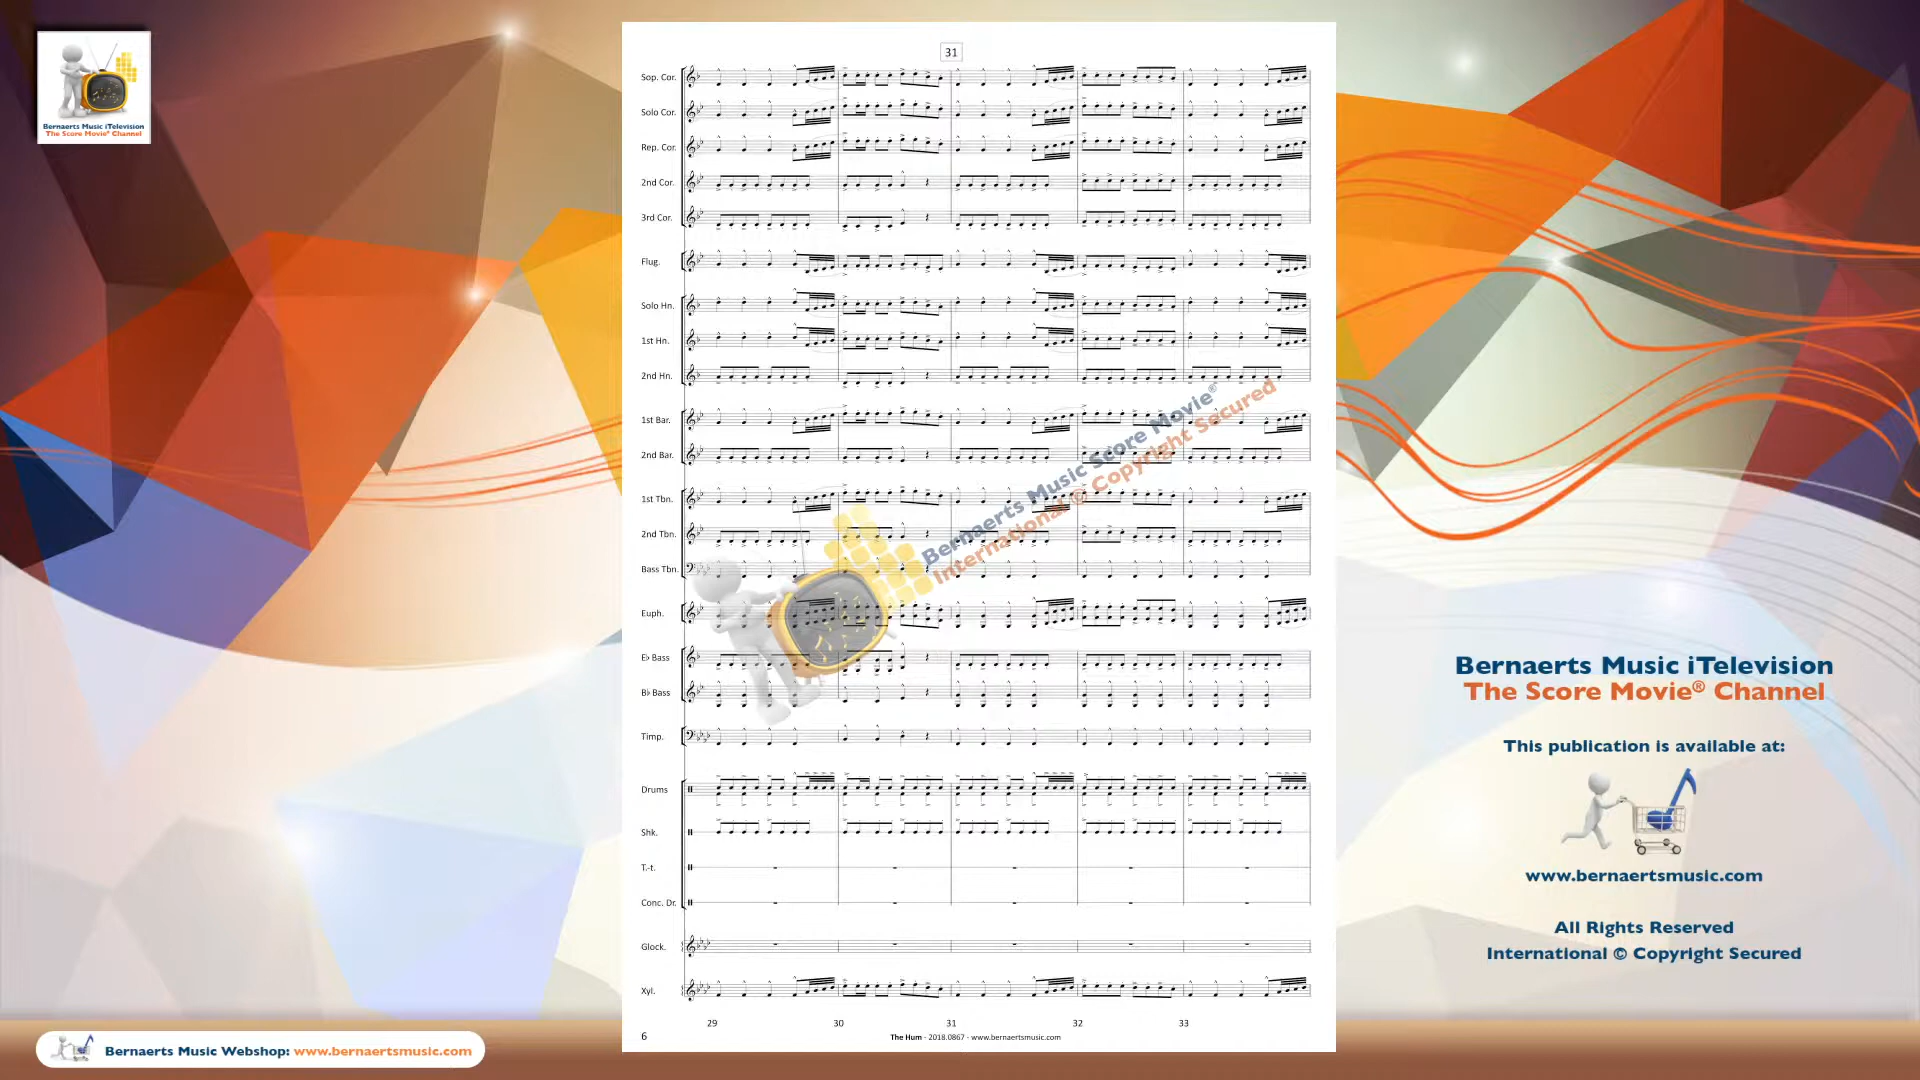 Bernaerts Music iTelevision
The Score Movie® Channel
31
Sop. Cor.
Solo Cor.
Rep. Cor.
2nd Cor.
3rd Cor.
Flug.
Solo Hn.
1st Hn.
2nd Hn.
1st Bar.
2nd Bar.
1st Tbn.
2nd Tbn.
Bass Tbn.
Euph.
E♭ Bass
B♭ Bass
Timp.
Drums
Shk.
T.-t.
Conc. Dr.
Glock.
Xyl.
29 30 31 32 33
6
The Hum - 2018.0867 - www.bernaertsmusic.com
Bernaerts Music Score Movie®
International © Copyright Secured
Bernaerts Music iTelevision
The Score Movie® Channel
This publication is available at:
www.bernaertsmusic.com
All Rights Reserved
International © Copyright Secured
Bernaerts Music Webshop: www.bernaertsmusic.com